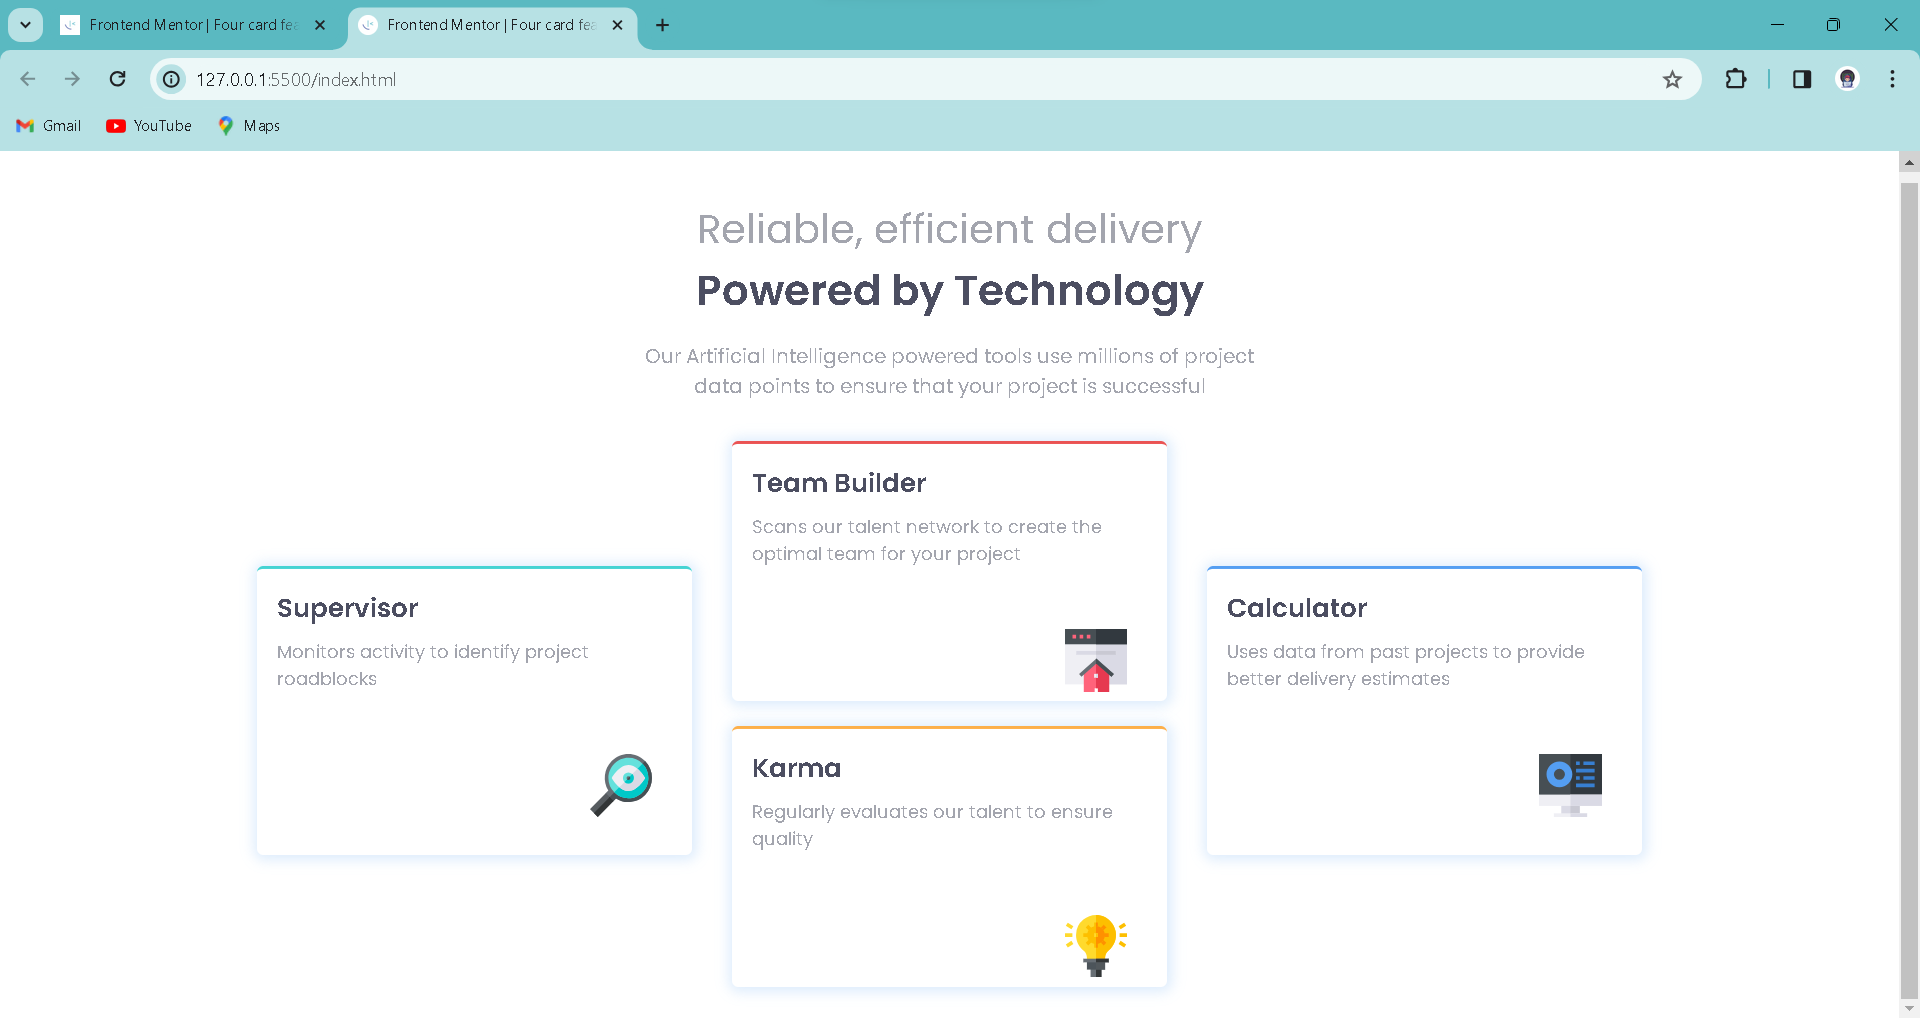 Frontend Mentor | Four card fea
Frontend Mentor | Four card fea
127.0.0.1:5500/index.html
Gmail
YouTube
Maps
Reliable, efficient delivery
Powered by Technology
Our Artificial Intelligence powered tools use millions of project
data points to ensure that your project is successful
Team Builder
Scans our talent network to create the
optimal team for your project
Supervisor
Monitors activity to identify project
roadblocks
Calculator
Uses data from past projects to provide
better delivery estimates
Karma
Regularly evaluates our talent to ensure
quality